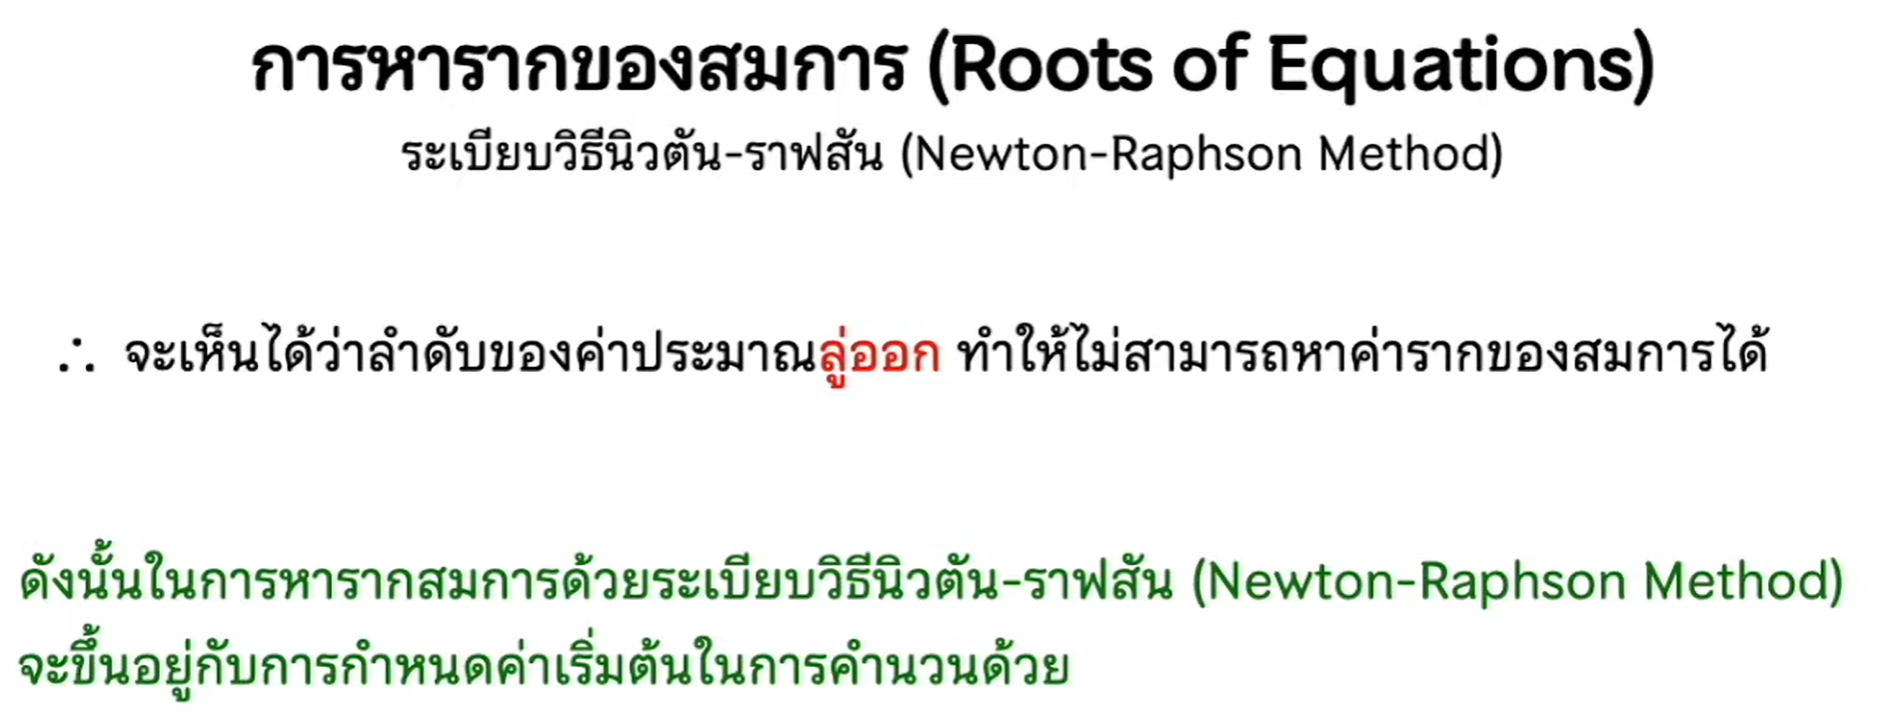 การหารากของสมการ (Roots of Equations)
ระเบียบวิธีนิวตัน-ราฟสัน (Newton-Raphson Method)
∴ จะเห็นได้ว่าลำดับของค่าประมาณลู่ออก ทำให้ไม่สามารถหาค่ารากของสมการได้
ดังนั้นในการหารากสมการด้วยระเบียบวิธีนิวตัน-ราฟสัน (Newton-Raphson Method)
จะขึ้นอยู่กับการกำหนดค่าเริ่มต้นในการคำนวนด้วย